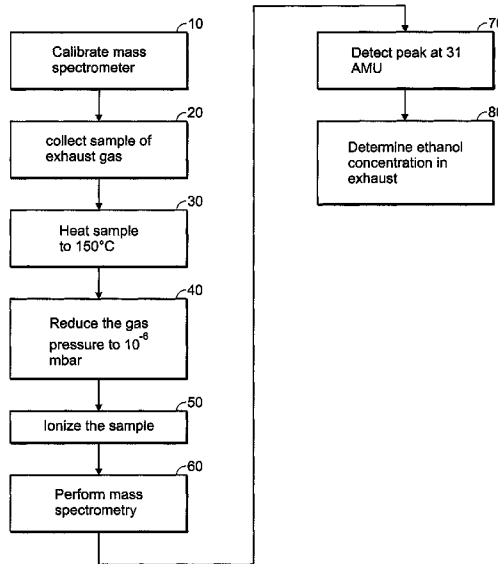 10
Calibrate mass
spectrometer
20
collect sample of
exhaust gas
30
Heat sample
to 150°C
40
Reduce the gas
pressure to 10-6
mbar
50
Ionize the sample
60
Perform mass
spectrometry
70
Detect peak at 31
AMU
80
Determine ethanol
concentration in
exhaust